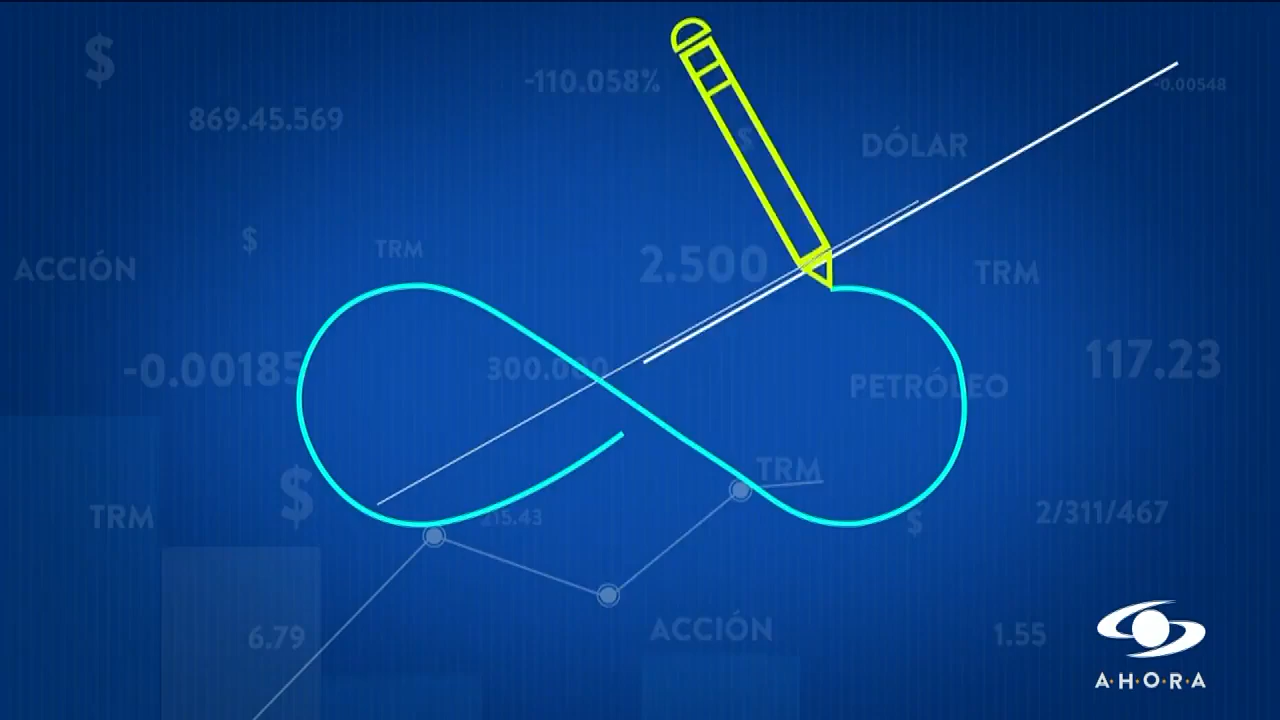 $
-110.058%
-0.00548
869.45.569
$
DÓLAR
$
TRM
ACCIÓN
2.500
TRM
-0.00185
300.000
PETRÓLEO
117.23
TRM
$
TRM
215.43
$
2/311/467
6.79
ACCIÓN
1.55
A·H·O·R·A